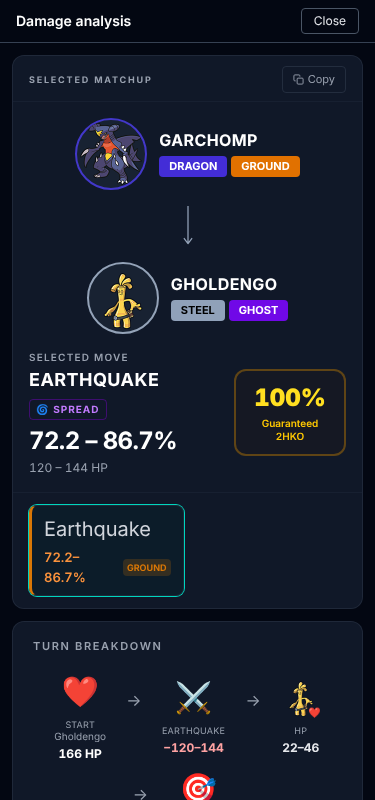 Damage analysis
Close
SELECTED MATCHUP
Copy
GARCHOMP
DRAGON GROUND
GHOLDENGO
STEEL GHOST
SELECTED MOVE
EARTHQUAKE
SPREAD
72.2 – 86.7%
120 – 144 HP
100%
Guaranteed
2HKO
Earthquake
72.2–
86.7%
GROUND
TURN BREAKDOWN
START
Gholdengo
166 HP
EARTHQUAKE
−120–144
HP
22–46